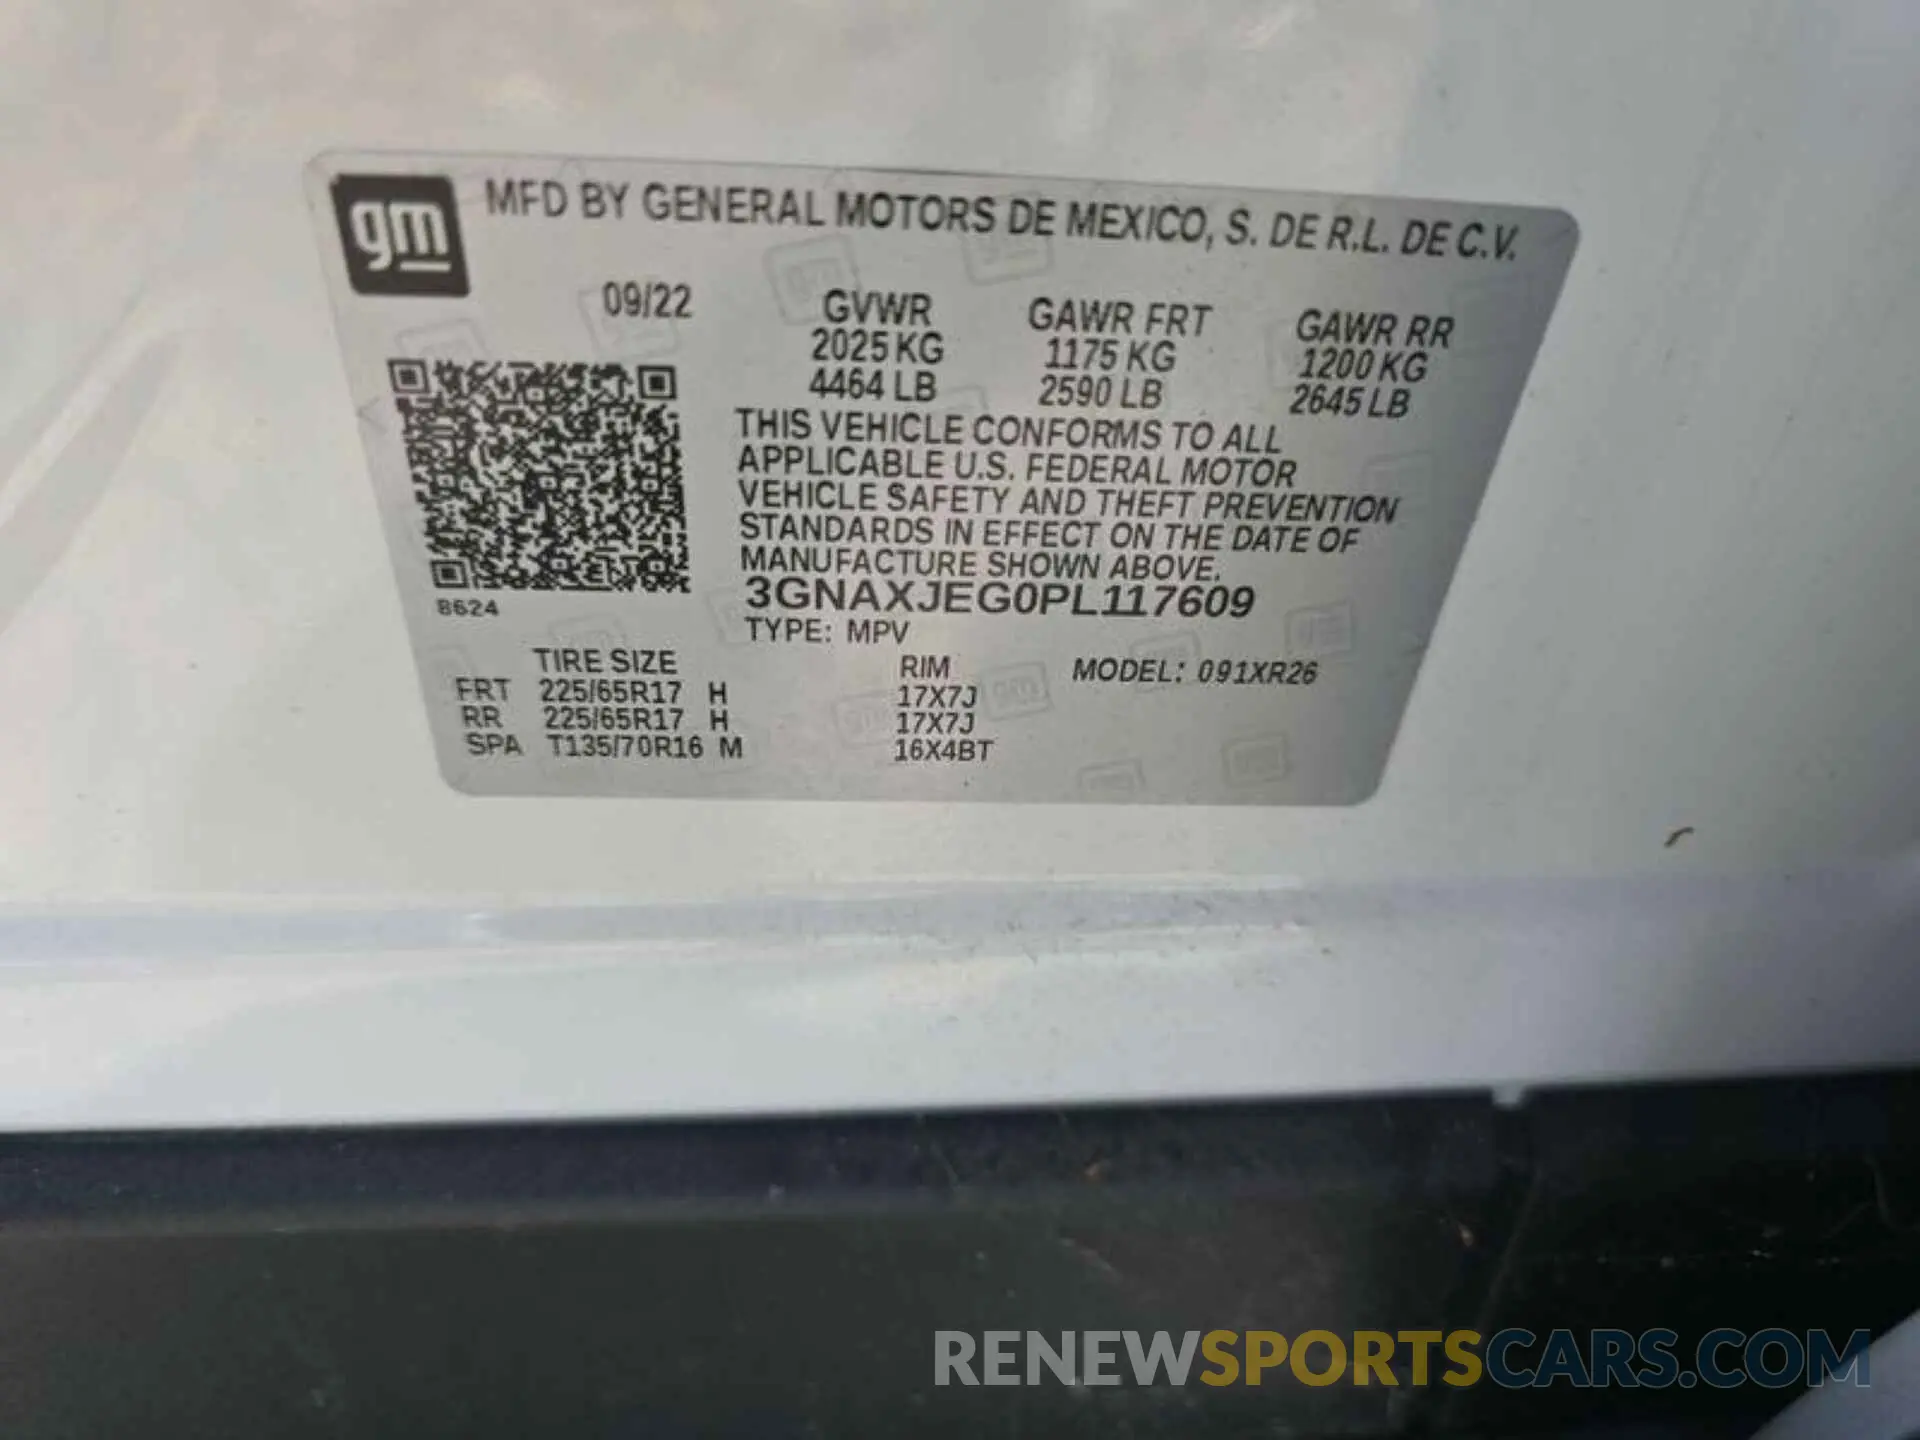 gm
MFD BY GENERAL MOTORS DE MEXICO, S. DE R.L. DE C.V.
09/22 GVWR GAWR FRT GAWR RR
2025 KG 1175 KG 1200 KG
4464 LB 2590 LB 2645 LB
THIS VEHICLE CONFORMS TO ALL
APPLICABLE U.S. FEDERAL MOTOR
VEHICLE SAFETY AND THEFT PREVENTION
STANDARDS IN EFFECT ON THE DATE OF
MANUFACTURE SHOWN ABOVE.
3GNAXJEG0PL117609
8624
TYPE: MPV
TIRE SIZE RIM MODEL: 091XR26
FRT 225/65R17 H 17X7J
RR 225/65R17 H 17X7J
SPA T135/70R16 M 16X4BT
RENEWSPORTSCARS.COM